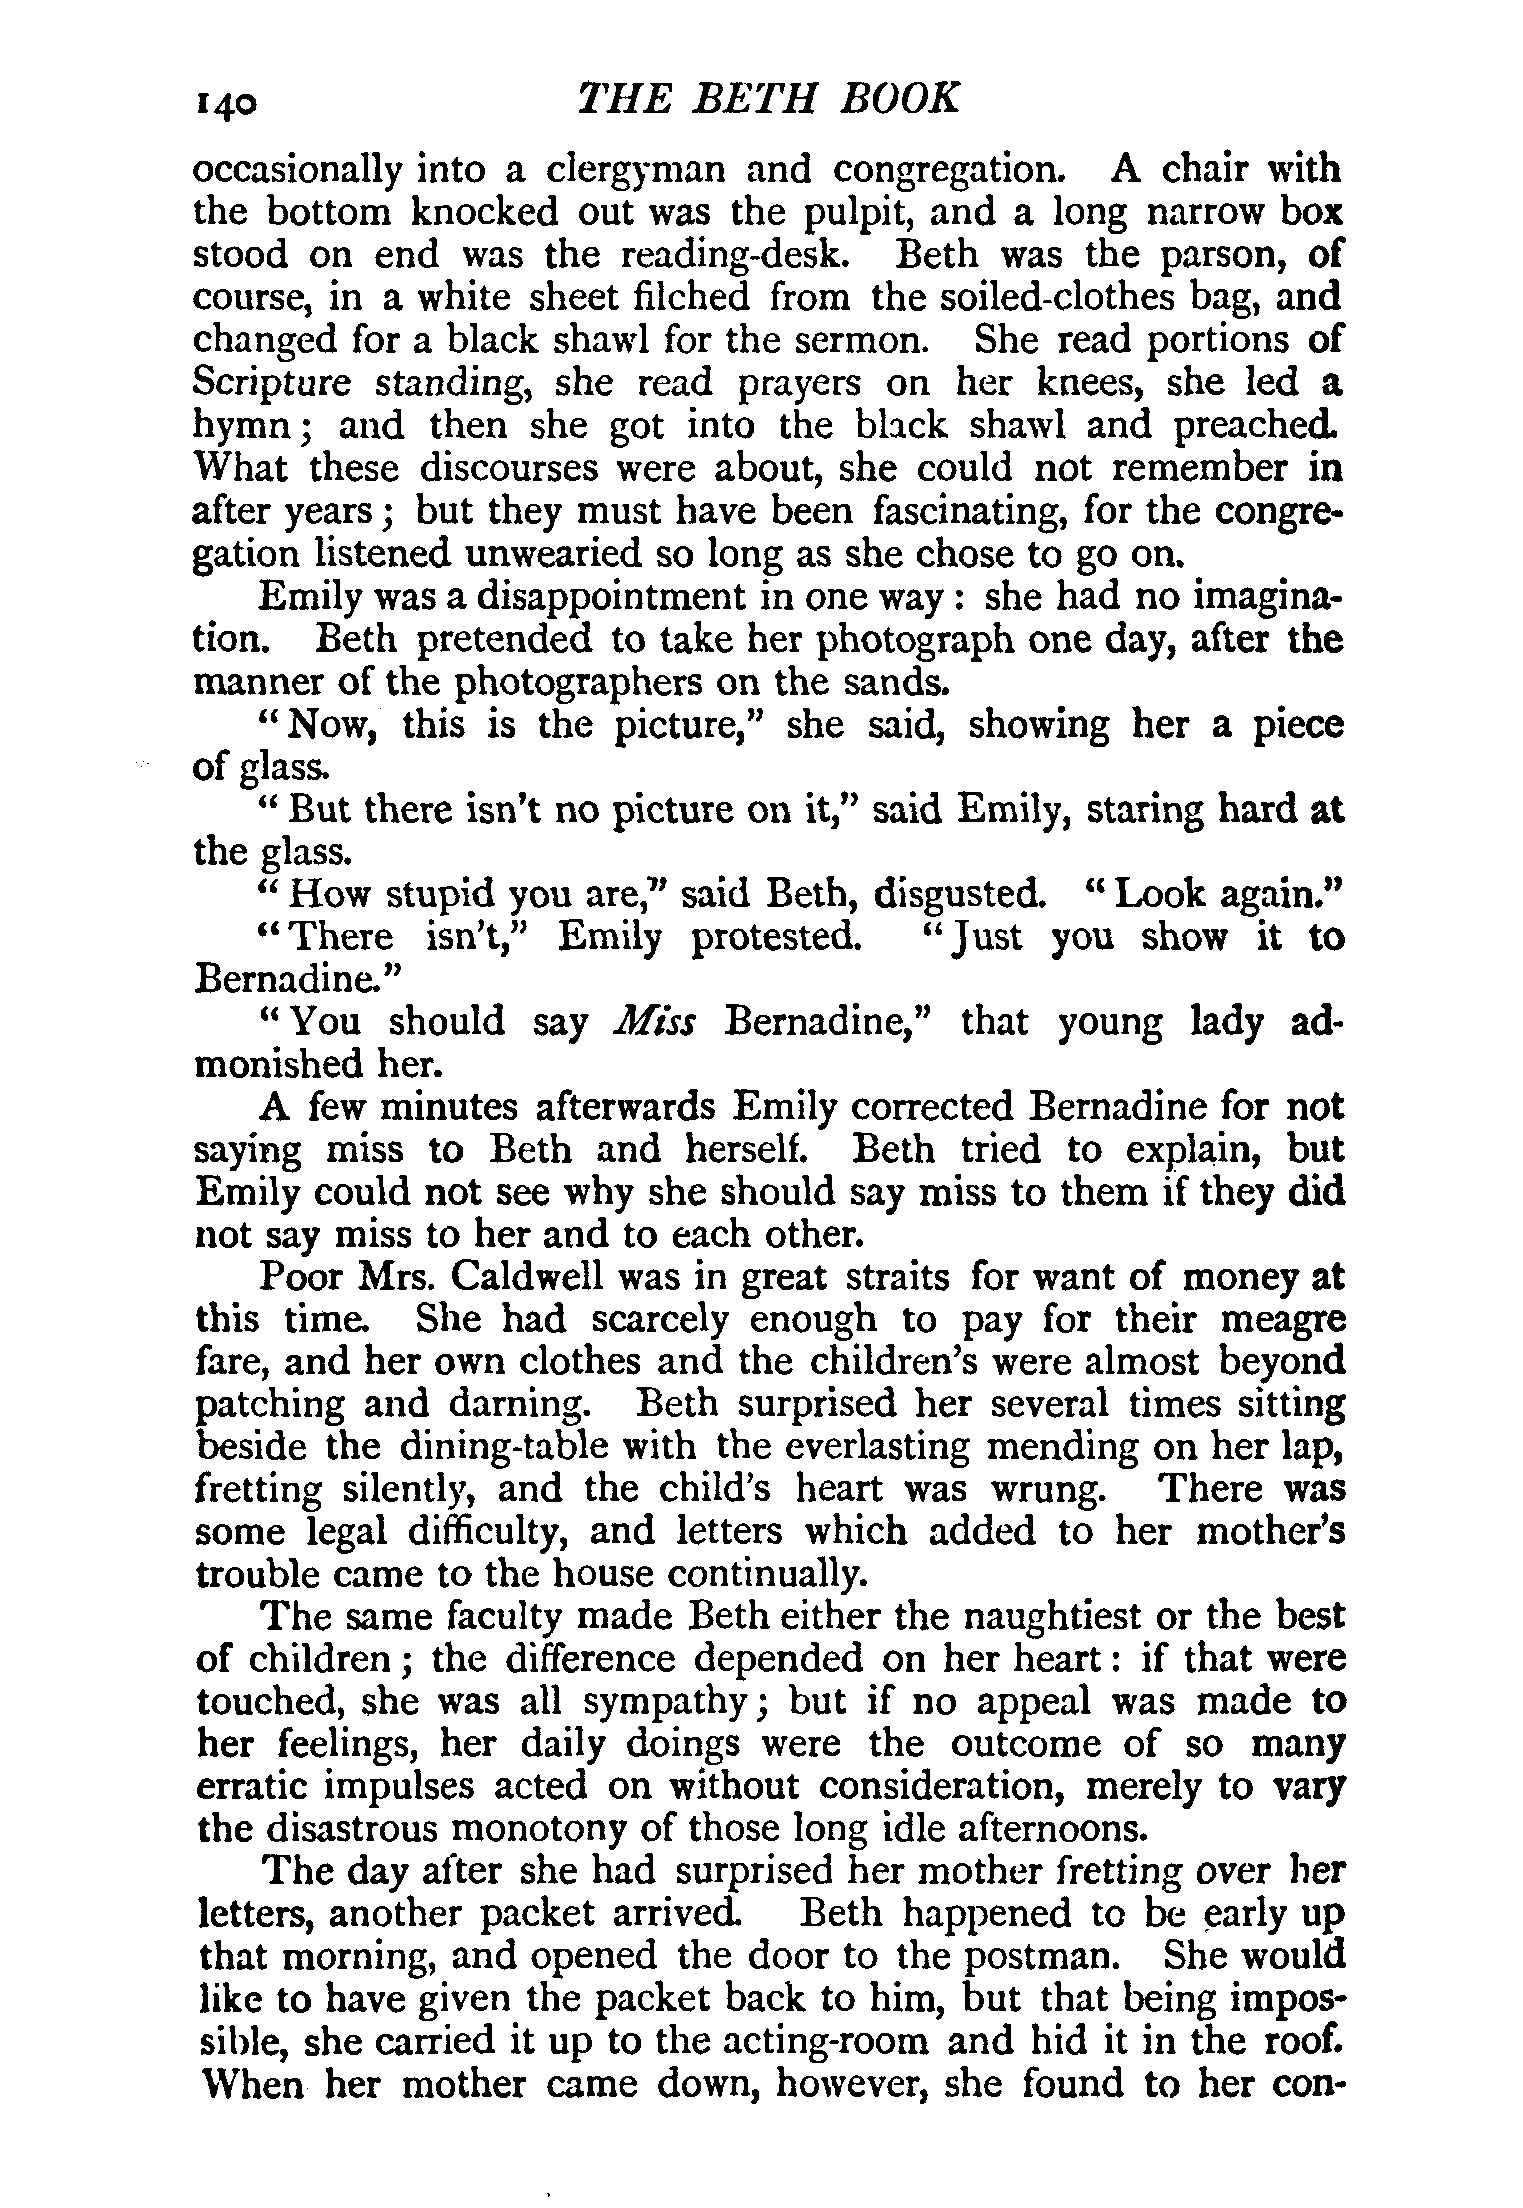 140 THE BETH BOOK
occasionally into a clergyman and congregation. A chair with
the bottom knocked out was the pulpit, and a long narrow box
stood on end was the reading-desk. Beth was the parson, of
course, in a white sheet filched from the soiled-clothes bag, and
changed for a black shawl for the sermon. She read portions of
Scripture standing, she read prayers on her knees, she led a
hymn; and then she got into the black shawl and preached.
What these discourses were about, she could not remember in
after years; but they must have been fascinating, for the congre-
gation listened unwearied so long as she chose to go on.
Emily was a disappointment in one way: she had no imagina-
tion. Beth pretended to take her photograph one day, after the
manner of the photographers on the sands.
"Now, this is the picture," she said, showing her a piece
of glass.
"But there isn't no picture on it," said Emily, staring hard at
the glass.
"How stupid you are," said Beth, disgusted. "Look again."
"There isn't," Emily protested. "Just you show it to
Bernadine."
"You should say Miss Bernadine," that young lady ad-
monished her.
A few minutes afterwards Emily corrected Bernadine for not
saying miss to Beth and herself. Beth tried to explain, but
Emily could not see why she should say miss to them if they did
not say miss to her and to each other.
Poor Mrs. Caldwell was in great straits for want of money at
this time. She had scarcely enough to pay for their meagre
fare, and her own clothes and the children's were almost beyond
patching and darning. Beth surprised her several times sitting
beside the dining-table with the everlasting mending on her lap,
fretting silently, and the child's heart was wrung. There was
some legal difficulty, and letters which added to her mother's
trouble came to the house continually.
The same faculty made Beth either the naughtiest or the best
of children; the difference depended on her heart: if that were
touched, she was all sympathy; but if no appeal was made to
her feelings, her daily doings were the outcome of so many
erratic impulses acted on without consideration, merely to vary
the disastrous monotony of those long idle afternoons.
The day after she had surprised her mother fretting over her
letters, another packet arrived. Beth happened to be early up
that morning, and opened the door to the postman. She would
like to have given the packet back to him, but that being impos-
sible, she carried it up to the acting-room and hid it in the roof.
When her mother came down, however, she found to her con-